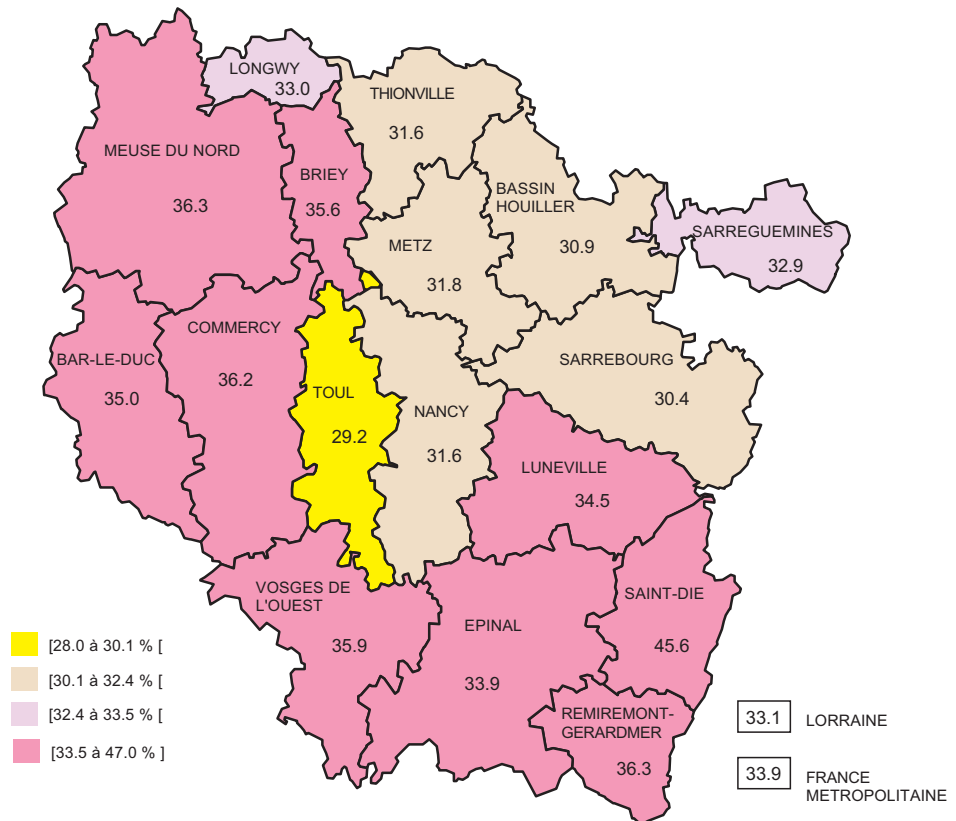 LONGWY
33.0
THIONVILLE
31.6
MEUSE DU NORD
36.3
BRIEY
35.6
BASSIN
HOUILLER
30.9
METZ
31.8
SARREGUEMINES
32.9
COMMERCY
36.2
BAR-LE-DUC
35.0
TOUL
29.2
NANCY
31.6
SARREBOURG
30.4
LUNEVILLE
34.5
VOSGES DE
L'OUEST
35.9
EPINAL
33.9
SAINT-DIE
45.6
REMIREMONT-
GERARDMER
36.3
[28.0 à 30.1 % [
[30.1 à 32.4 % [
[32.4 à 33.5 % [
[33.5 à 47.0 % ]
33.1 LORRAINE
33.9 FRANCE
METROPOLITAINE